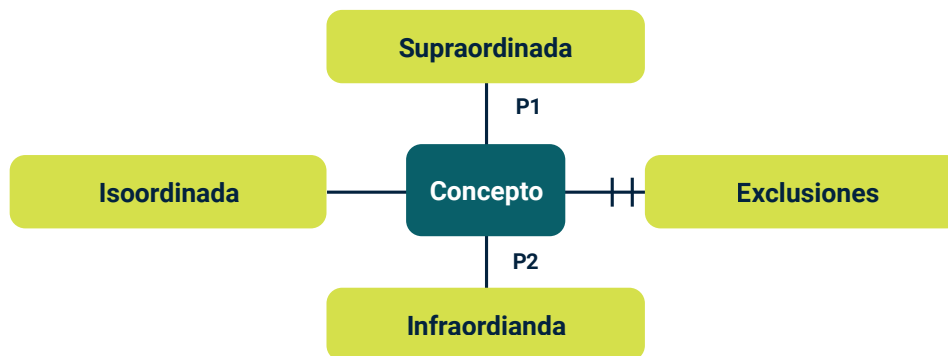 Supraordinada
P1
Isoordinada
Concepto
Exclusiones
P2
Infraordianda